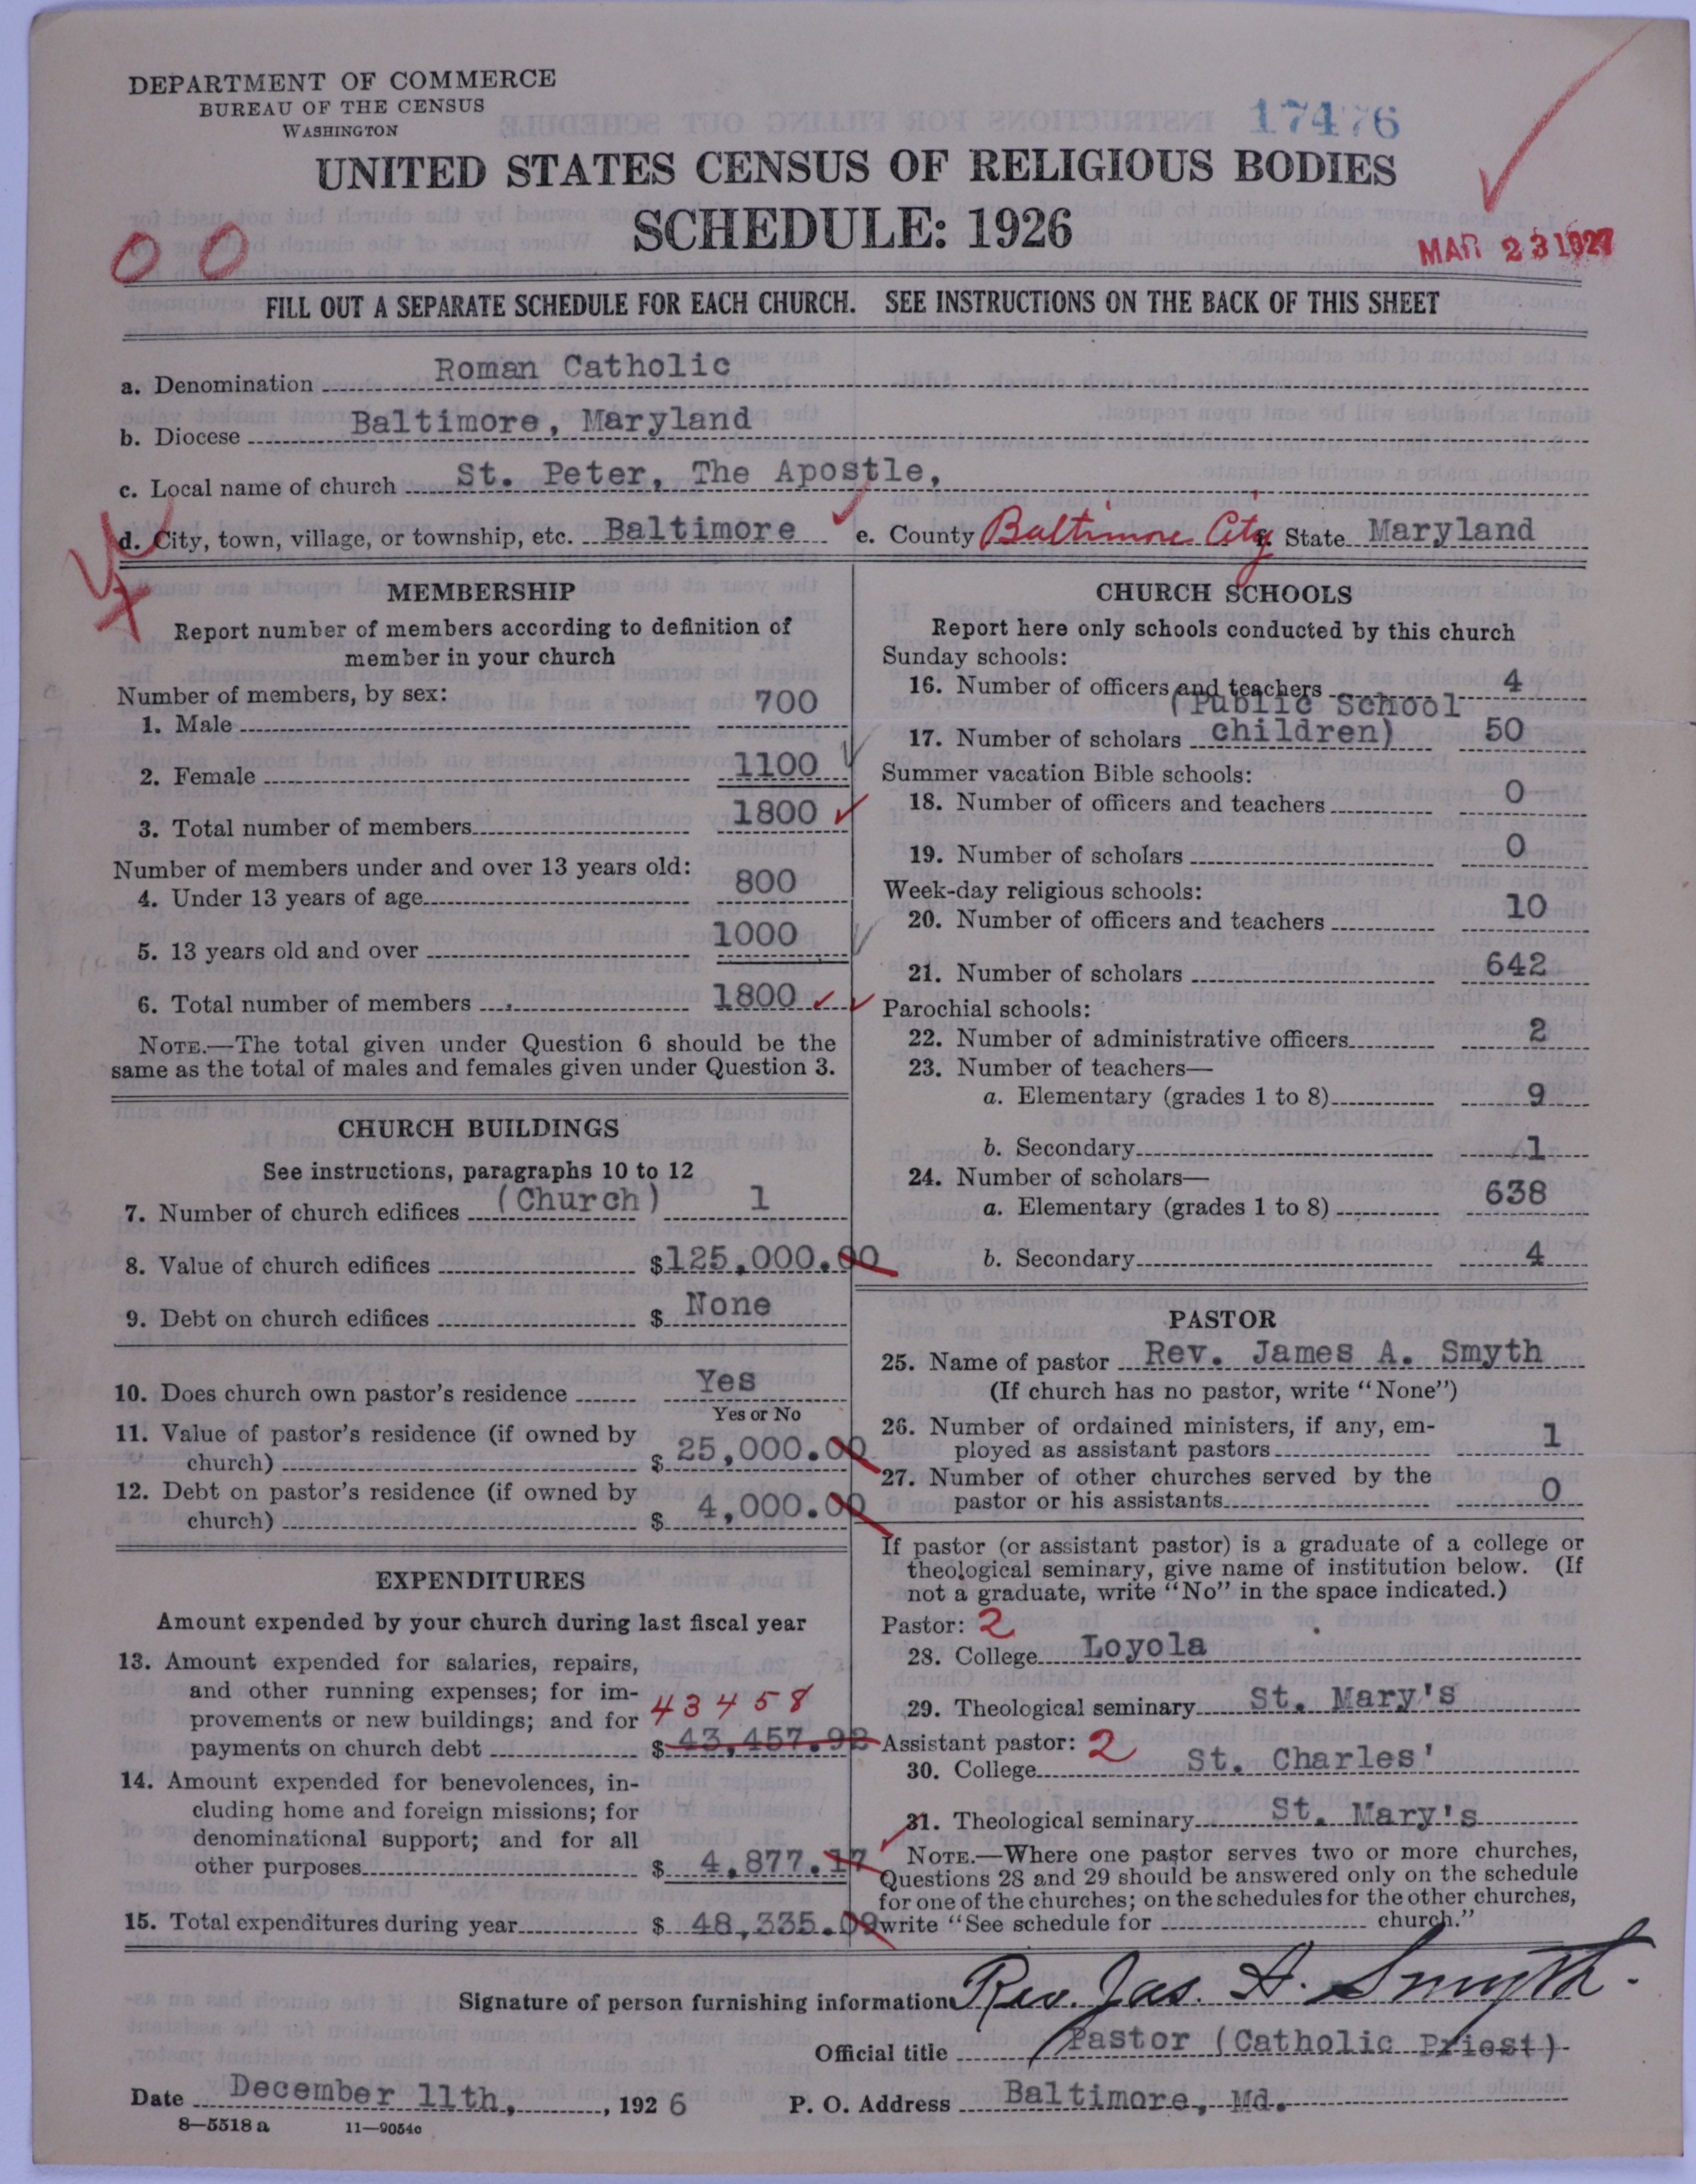 DEPARTMENT OF COMMERCE
BUREAU OF THE CENSUS
WASHINGTON
17476
UNITED STATES CENSUS OF RELIGIOUS BODIES
SCHEDULE: 1926
00
MAR 23 1927
FILL OUT A SEPARATE SCHEDULE FOR EACH CHURCH. SEE INSTRUCTIONS ON THE BACK OF THIS SHEET
a. Denomination Roman Catholic
b. Diocese Baltimore, Maryland
c. Local name of church St. Peter, The Apostle,
d. City, town, village, or township, etc. Baltimore e. County Baltimore City f. State Maryland
MEMBERSHIP
Report number of members according to definition of
member in your church
Number of members, by sex:
1. Male 700
2. Female 1100
3. Total number of members 1800
Number of members under and over 13 years old:
4. Under 13 years of age 800
5. 13 years old and over 1000
6. Total number of members 1800
NOTE.—The total given under Question 6 should be the
same as the total of males and females given under Question 3.
CHURCH BUILDINGS
See instructions, paragraphs 10 to 12
7. Number of church edifices (Church) 1
8. Value of church edifices $125,000.00
9. Debt on church edifices $ None
10. Does church own pastor's residence Yes
Yes or No
11. Value of pastor's residence (if owned by
church) $ 25,000.00
12. Debt on pastor's residence (if owned by
church) $ 4,000.00
EXPENDITURES
Amount expended by your church during last fiscal year
13. Amount expended for salaries, repairs,
and other running expenses; for im-
provements or new buildings; and for 43458
payments on church debt $ 43,457.92
14. Amount expended for benevolences, in-
cluding home and foreign missions; for
denominational support; and for all
other purposes $ 4,877.17
15. Total expenditures during year $ 48,335.09
CHURCH SCHOOLS
Report here only schools conducted by this church
Sunday schools:
16. Number of officers and teachers 4
(Public School
17. Number of scholars children) 50
Summer vacation Bible schools:
18. Number of officers and teachers 0
19. Number of scholars 0
Week-day religious schools:
20. Number of officers and teachers 10
21. Number of scholars 642
Parochial schools:
22. Number of administrative officers 2
23. Number of teachers—
a. Elementary (grades 1 to 8) 9
b. Secondary 1
24. Number of scholars—
a. Elementary (grades 1 to 8) 638
b. Secondary 4
PASTOR
25. Name of pastor Rev. James A. Smyth
(If church has no pastor, write "None")
26. Number of ordained ministers, if any, em-
ployed as assistant pastors 1
27. Number of other churches served by the
pastor or his assistants 0
If pastor (or assistant pastor) is a graduate of a college or
theological seminary, give name of institution below. (If
not a graduate, write "No" in the space indicated.)
Pastor: 2
28. College Loyola
29. Theological seminary St. Mary's
Assistant pastor: 2
30. College St. Charles'
31. Theological seminary St. Mary's
NOTE.—Where one pastor serves two or more churches,
Questions 28 and 29 should be answered only on the schedule
for one of the churches; on the schedules for the other churches,
write "See schedule for church."
Signature of person furnishing information Rev. Jas. A. Smyth.
Official title Pastor (Catholic Priest)
Date December 11th, , 1926 P. O. Address Baltimore, Md.
8—5518 a 11—9054c